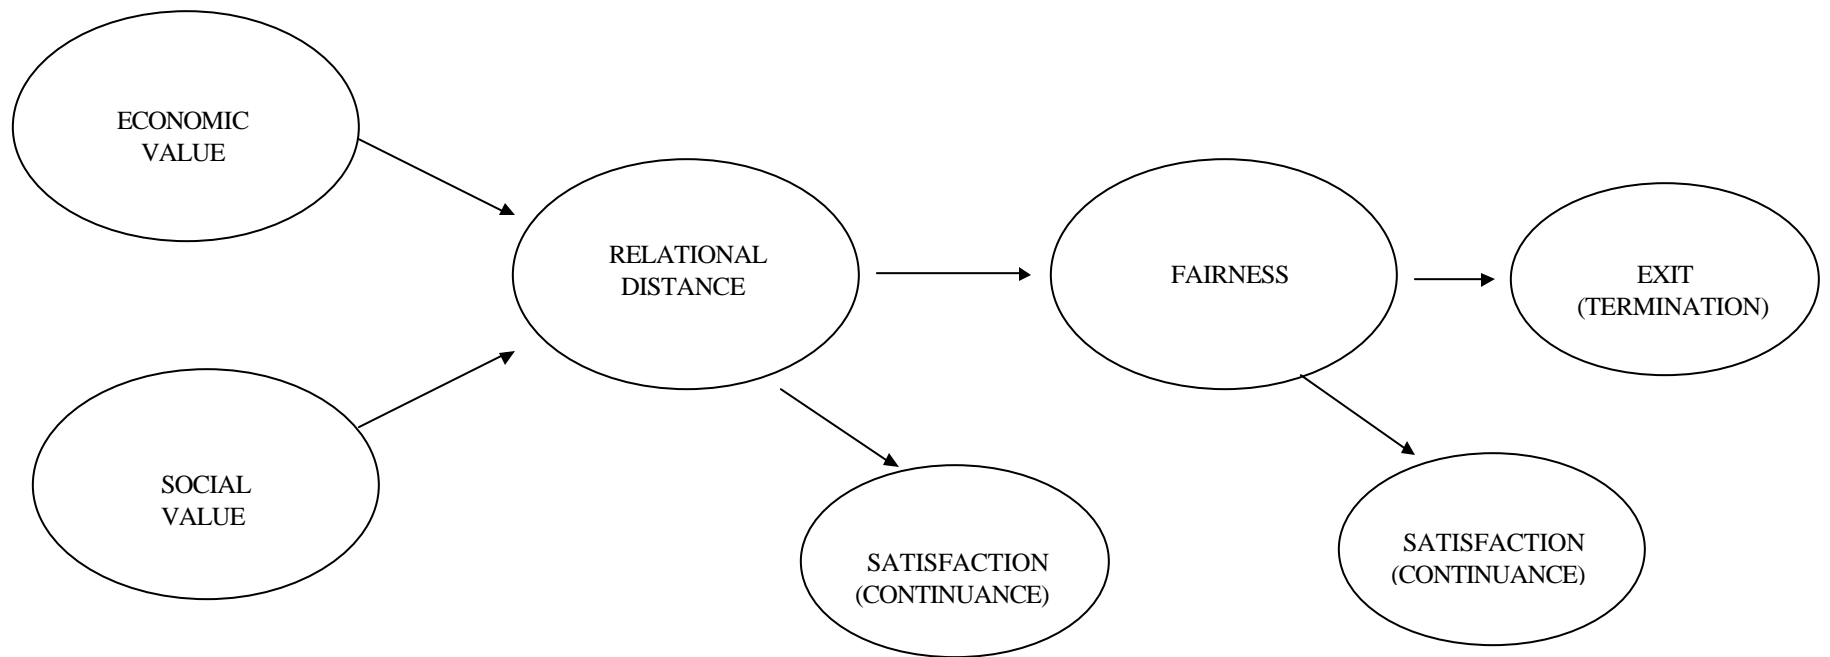 ECONOMIC
VALUE
RELATIONAL
DISTANCE
FAIRNESS
EXIT
(TERMINATION)
SOCIAL
VALUE
SATISFACTION
(CONTINUANCE)
SATISFACTION
(CONTINUANCE)